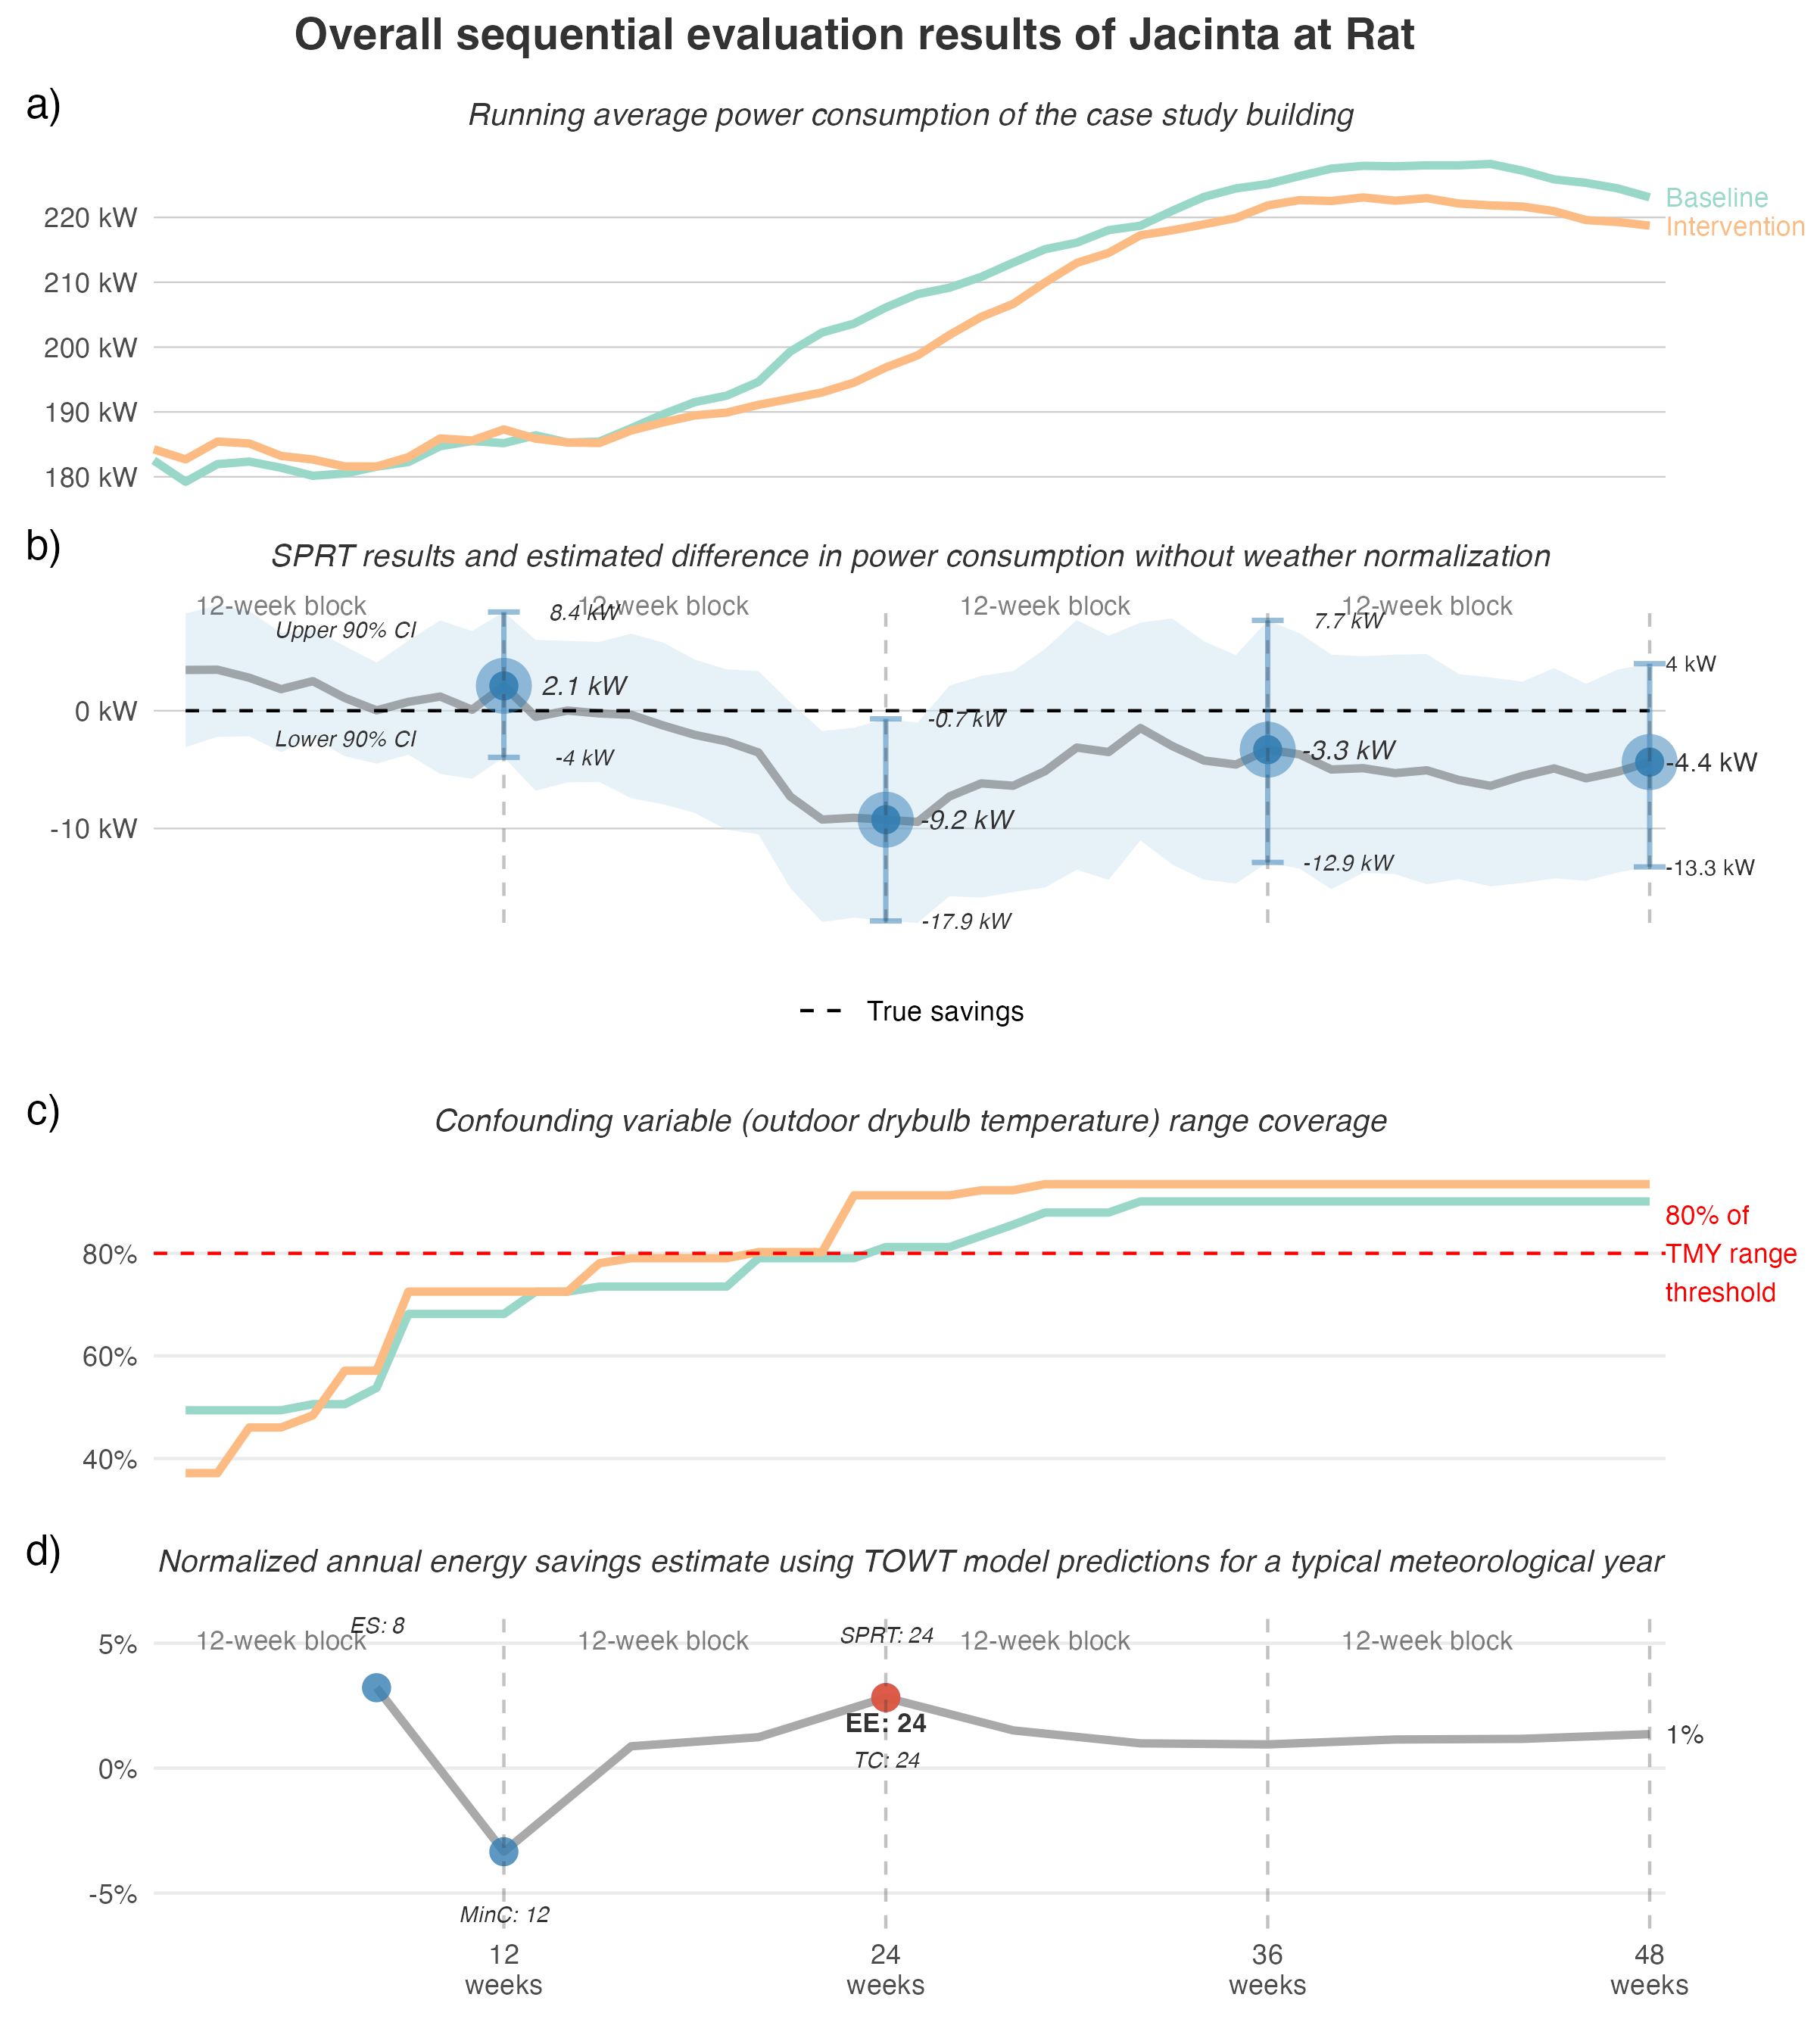 Overall sequential evaluation results of Jacinta at Rat
a)
Running average power consumption of the case study building
220 kW
210 kW
200 kW
190 kW
180 kW
Baseline
Intervention
b)
SPRT results and estimated difference in power consumption without weather normalization
12-week block
12-week block
12-week block
12-week block
Upper 90% CI
Lower 90% CI
0 kW
-10 kW
8.4 kW
2.1 kW
-4 kW
-0.7 kW
-9.2 kW
-17.9 kW
7.7 kW
-3.3 kW
-12.9 kW
4 kW
-4.4 kW
-13.3 kW
True savings
c)
Confounding variable (outdoor drybulb temperature) range coverage
80%
60%
40%
80% of
TMY range
threshold
d)
Normalized annual energy savings estimate using TOWT model predictions for a typical meteorological year
12-week block
12-week block
12-week block
12-week block
5%
0%
-5%
ES: 8
MinC: 12
SPRT: 24
EE: 24
TC: 24
1%
12
weeks
24
weeks
36
weeks
48
weeks